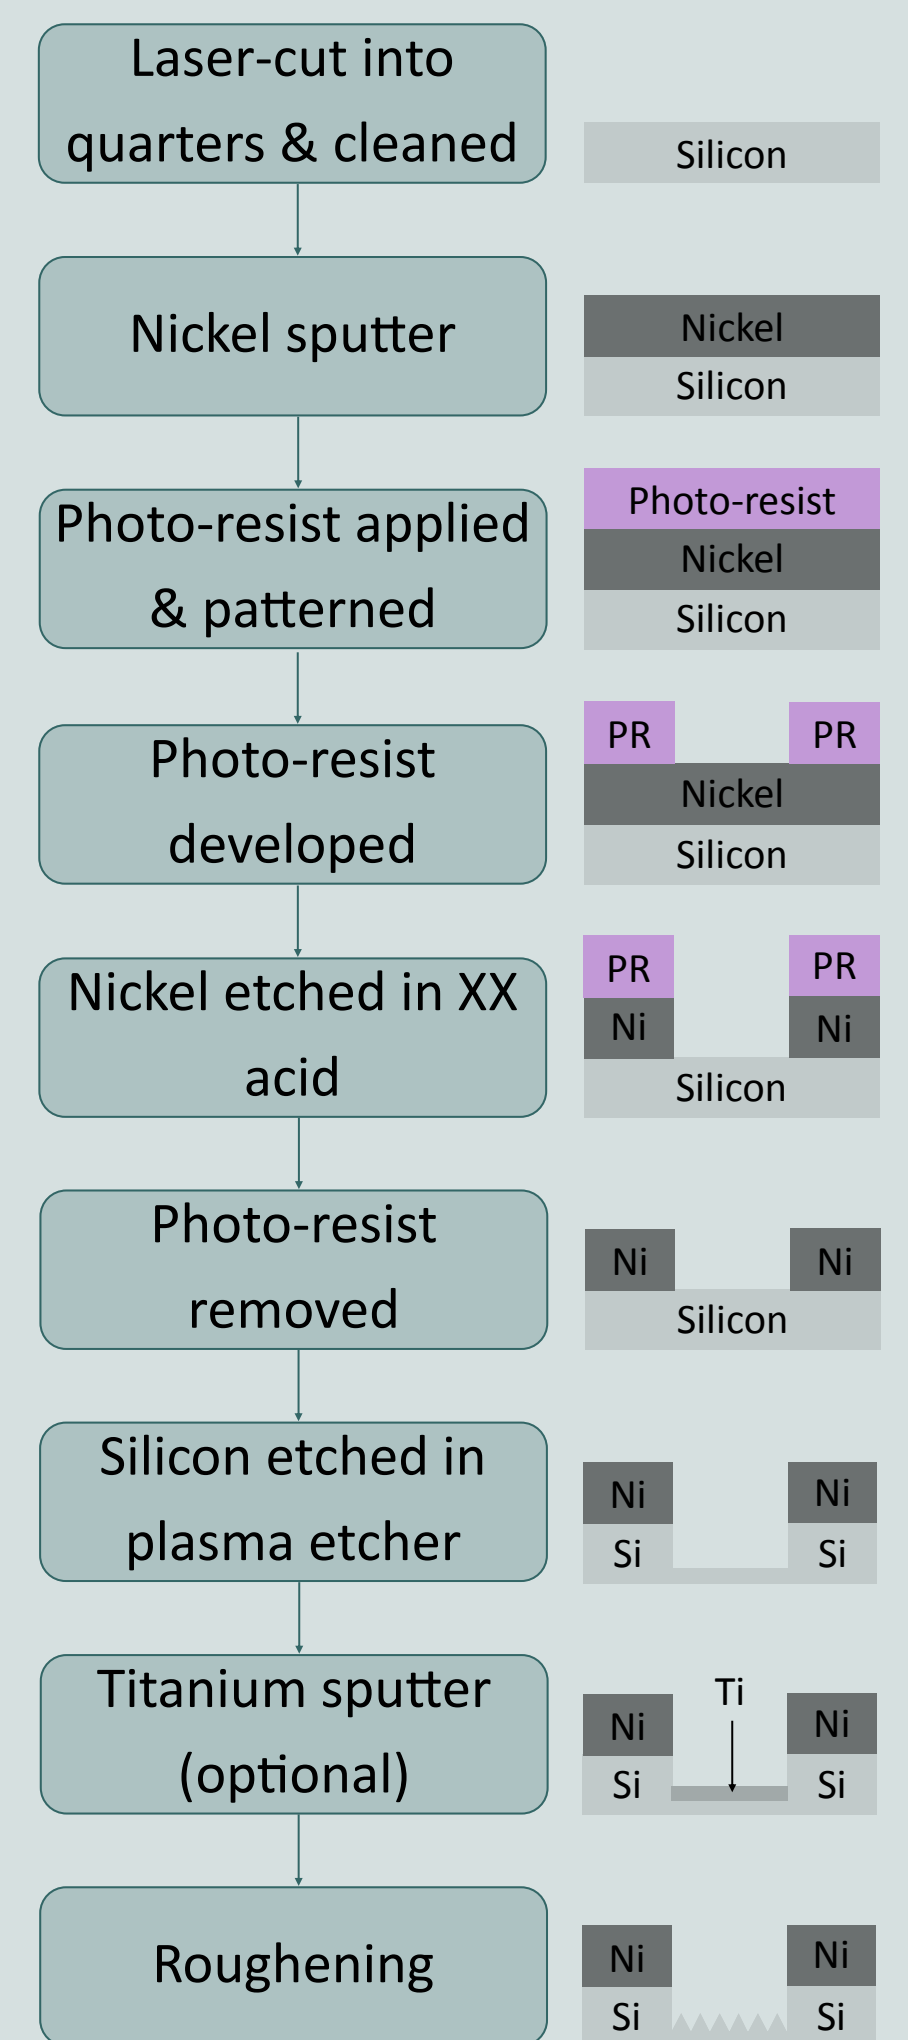 Laser-cut into
quarters & cleaned
Silicon
Nickel sputter
Nickel
Silicon
Photo-resist applied
& patterned
Photo-resist
Nickel
Silicon
Photo-resist
developed
PR PR
Nickel
Silicon
Nickel etched in XX
acid
PR PR
Ni Ni
Silicon
Photo-resist
removed
Ni Ni
Silicon
Silicon etched in
plasma etcher
Ni Ni
Si Si
Titanium sputter
(optional)
Ti
Ni Ni
Si Si
Roughening
Ni Ni
Si Si